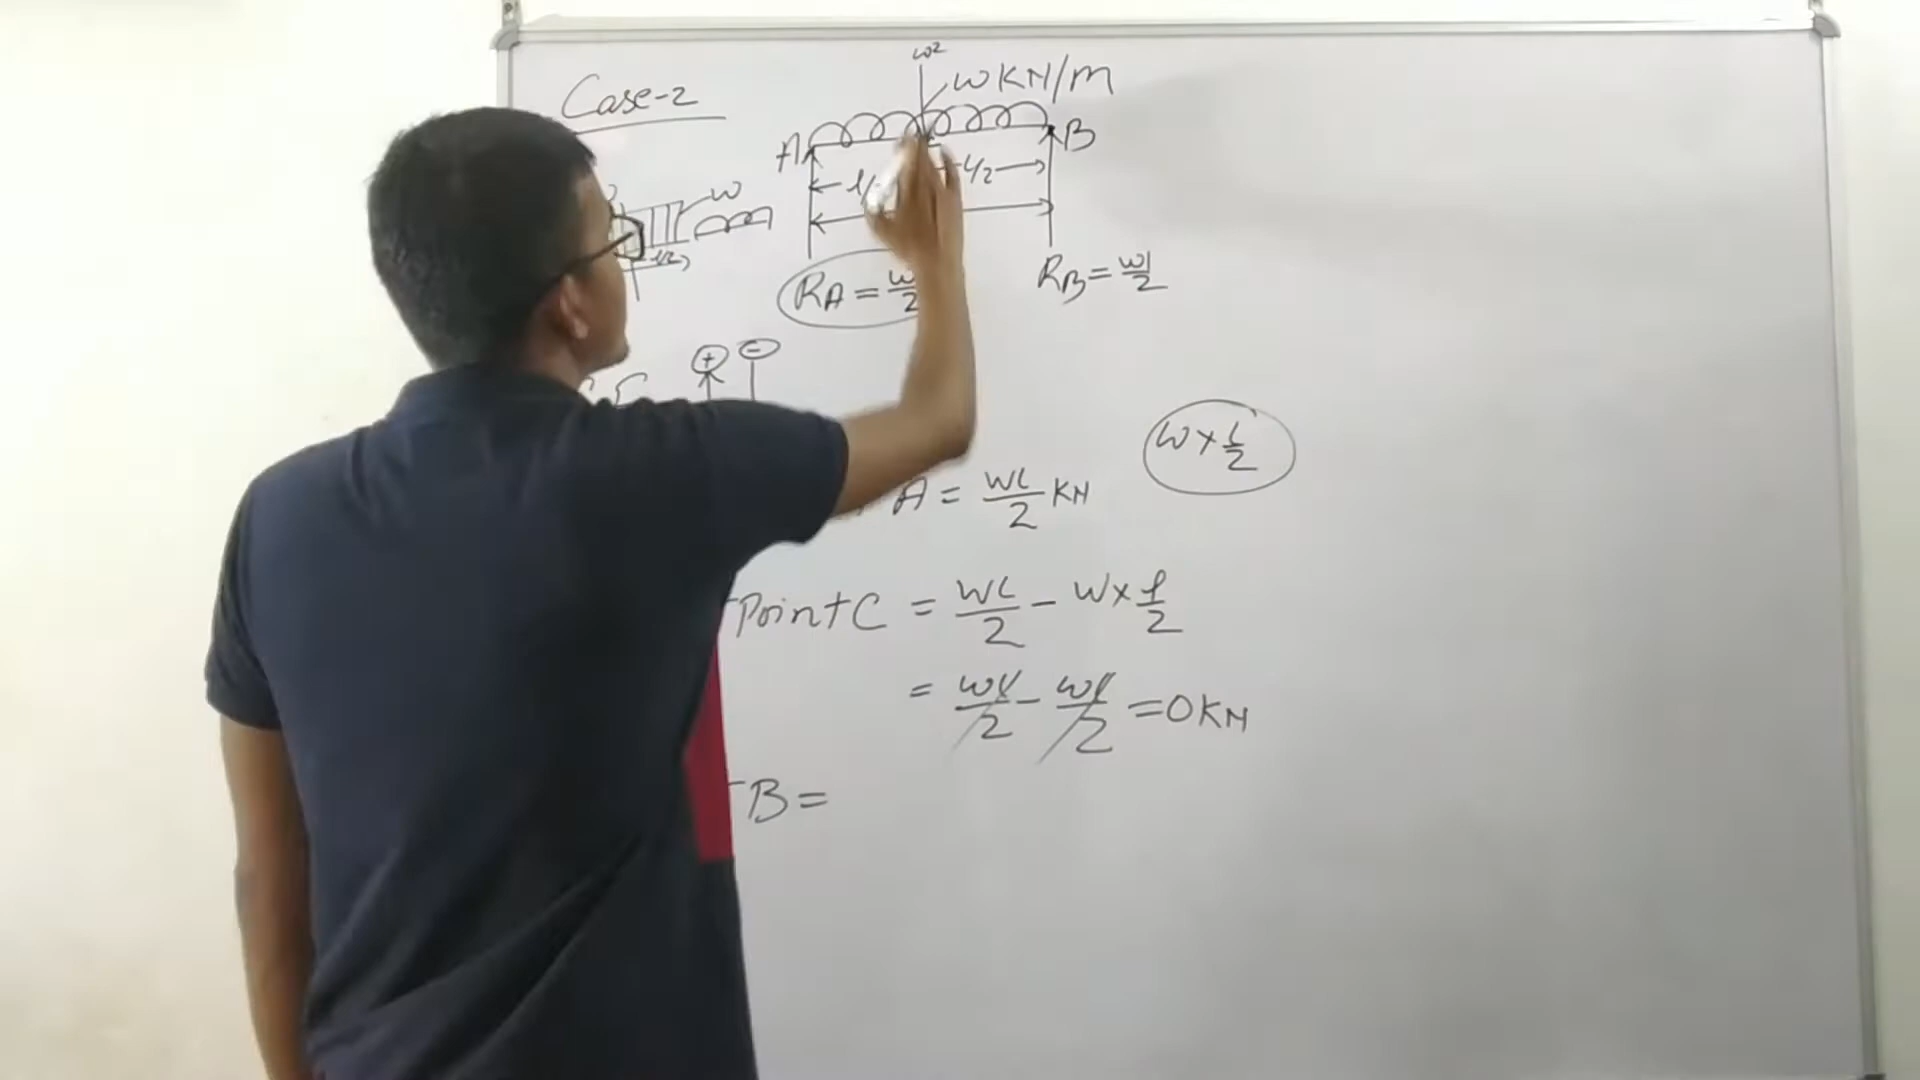 Case-2
wl
w KN/m
A B
l/2 l/2
w
l/2
RA = w/2
RB = wl/2
+ -
w × L/2
A = WL/2 KN
Point C = WL/2 - W × l/2
= wl/2 - wl/2 = 0 KN
B =